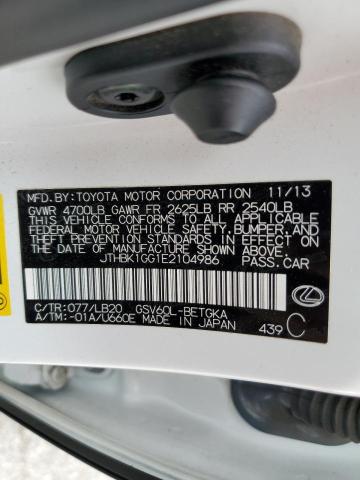 MFD.BY:TOYOTA MOTOR CORPORATION 11/13
GVWR 4700LB GAWR FR 2625LB RR 2540LB
THIS VEHICLE CONFORMS TO ALL APPLICABLE
FEDERAL MOTOR VEHICLE SAFETY, BUMPER, AND
THEFT PREVENTION STANDARDS IN EFFECT ON
THE DATE OF MANUFACTURE SHOWN ABOVE.
JTHBK1GG1E2104986 PASS.CAR
C/TR:077/LB20 GSV60L-BETGKA
A/TM:-01A/U660E MADE IN JAPAN 439 C